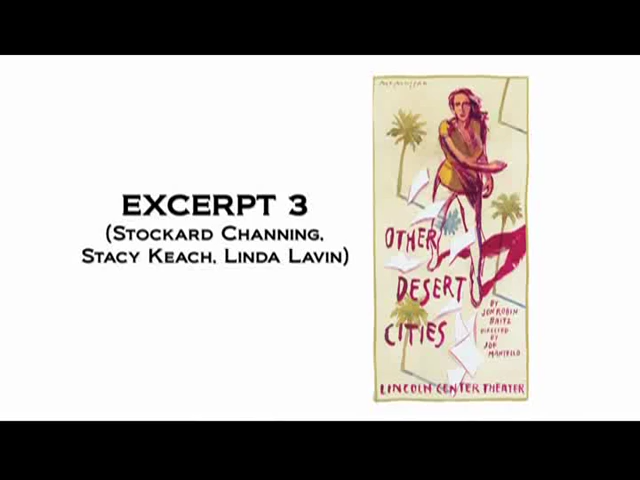 EXCERPT 3
(STOCKARD CHANNING,
STACY KEACH, LINDA LAVIN)
OTHER
DESERT
CITIES
BY
JON ROBIN
BAITZ
DIRECTED
BY
JOE
MANTELLO
LINCOLN CENTER THEATER